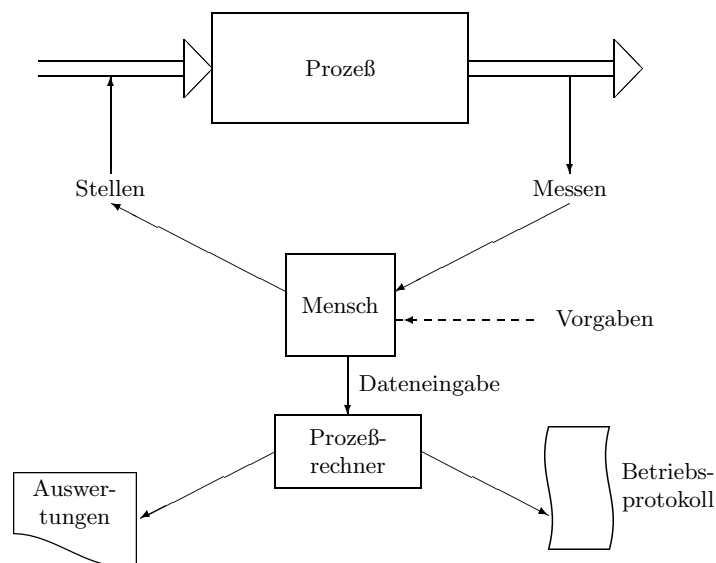 Prozeß
Stellen
Messen
Mensch
Vorgaben
Dateneingabe
Prozeß-
rechner
Auswer-
tungen
Betriebs-
protokoll